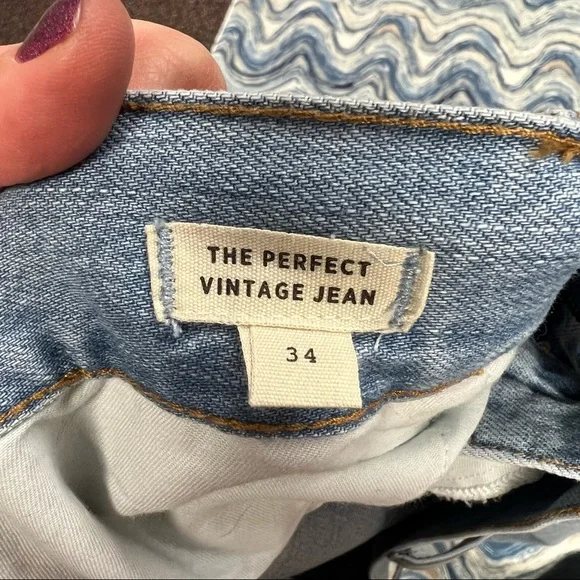 THE PERFECT
VINTAGE JEAN
34